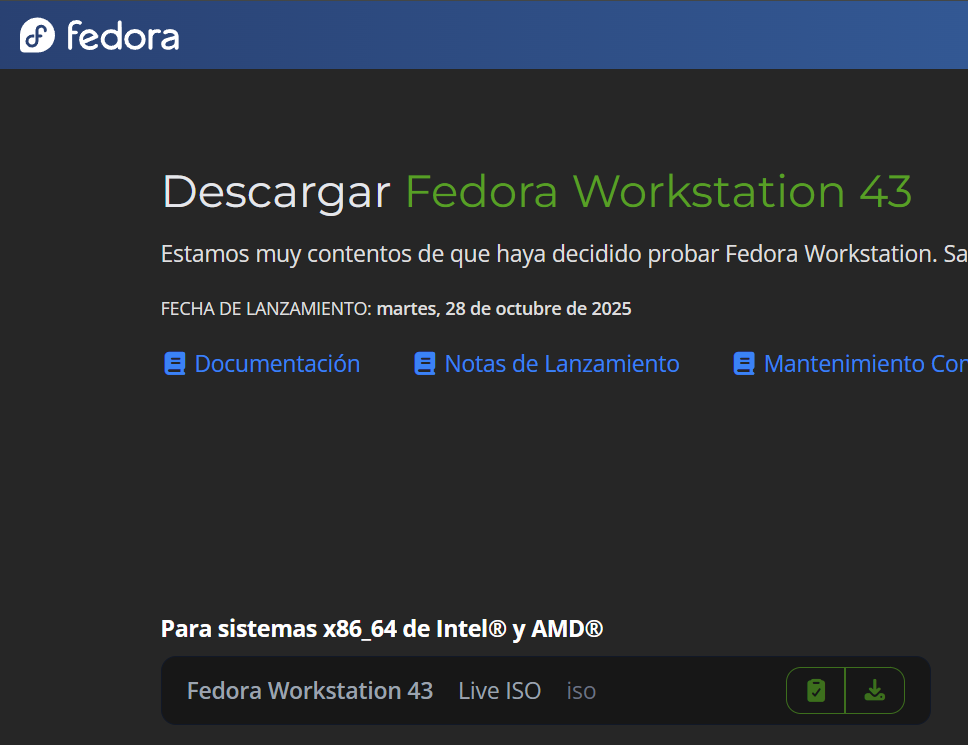 fedora
Descargar Fedora Workstation 43
Estamos muy contentos de que haya decidido probar Fedora Workstation. Sa
FECHA DE LANZAMIENTO: martes, 28 de octubre de 2025
Documentación Notas de Lanzamiento Mantenimiento Con
Para sistemas x86_64 de Intel® y AMD®
Fedora Workstation 43 Live ISO iso